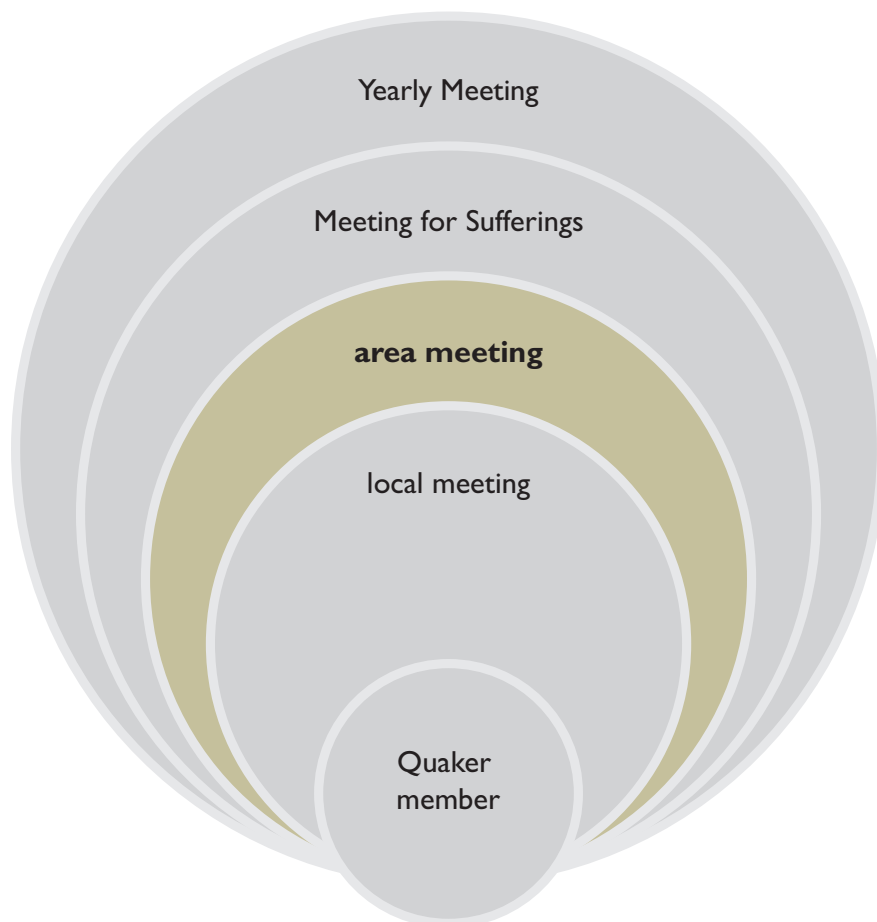 Yearly Meeting
Meeting for Sufferings
area meeting
local meeting
Quaker
member